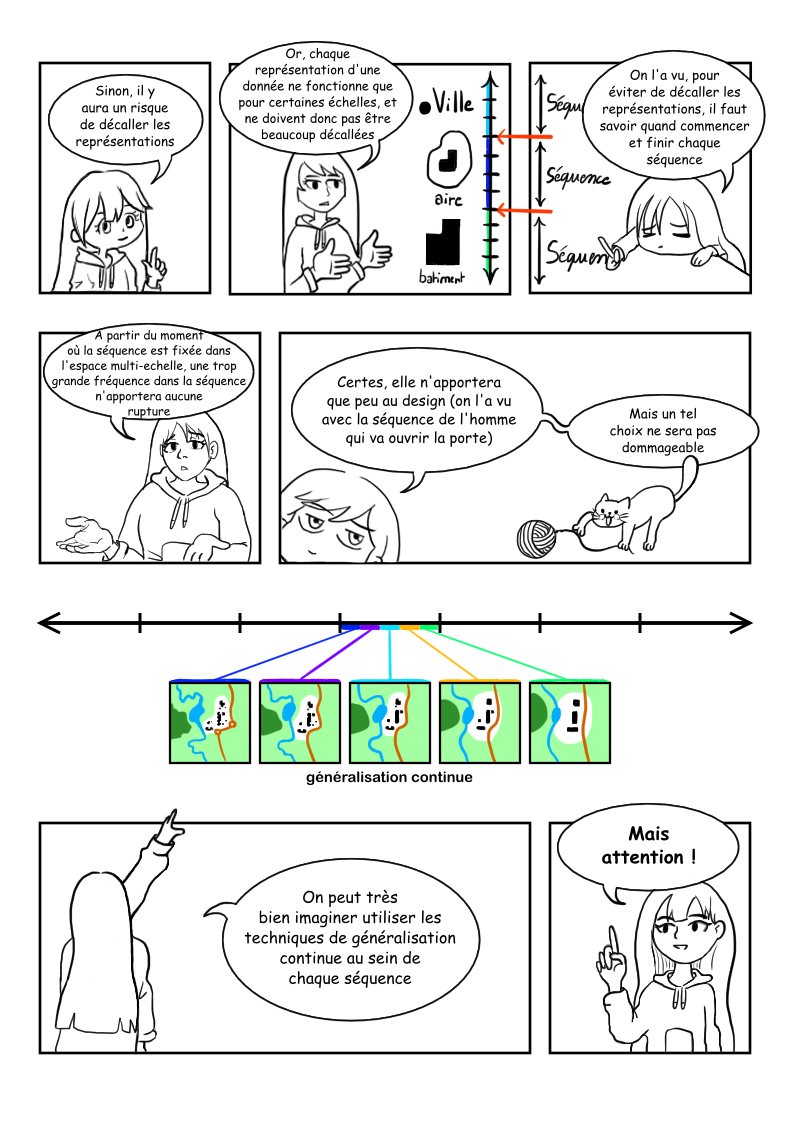 Sinon, il y
aura un risque
de décaller les
représentations
Or, chaque
représentation d'une
donnée ne fonctionne que
pour certaines échelles, et
ne doivent donc pas être
beaucoup décallées
Ville
aire
batiment
On l'a vu, pour
éviter de décaller les
représentations, il faut
savoir quand commencer
et finir chaque
séquence
Séqu
Séquence
Séquen
A partir du moment
où la séquence est fixée dans
l'espace multi-echelle, une trop
grande fréquence dans la séquence
n'apportera aucune
rupture
Certes, elle n'apportera
que peu au design (on l'a vu
avec la séquence de l'homme
qui va ouvrir la porte)
Mais un tel
choix ne sera pas
dommageable
généralisation continue
On peut très
bien imaginer utiliser les
techniques de généralisation
continue au sein de
chaque séquence
Mais
attention !